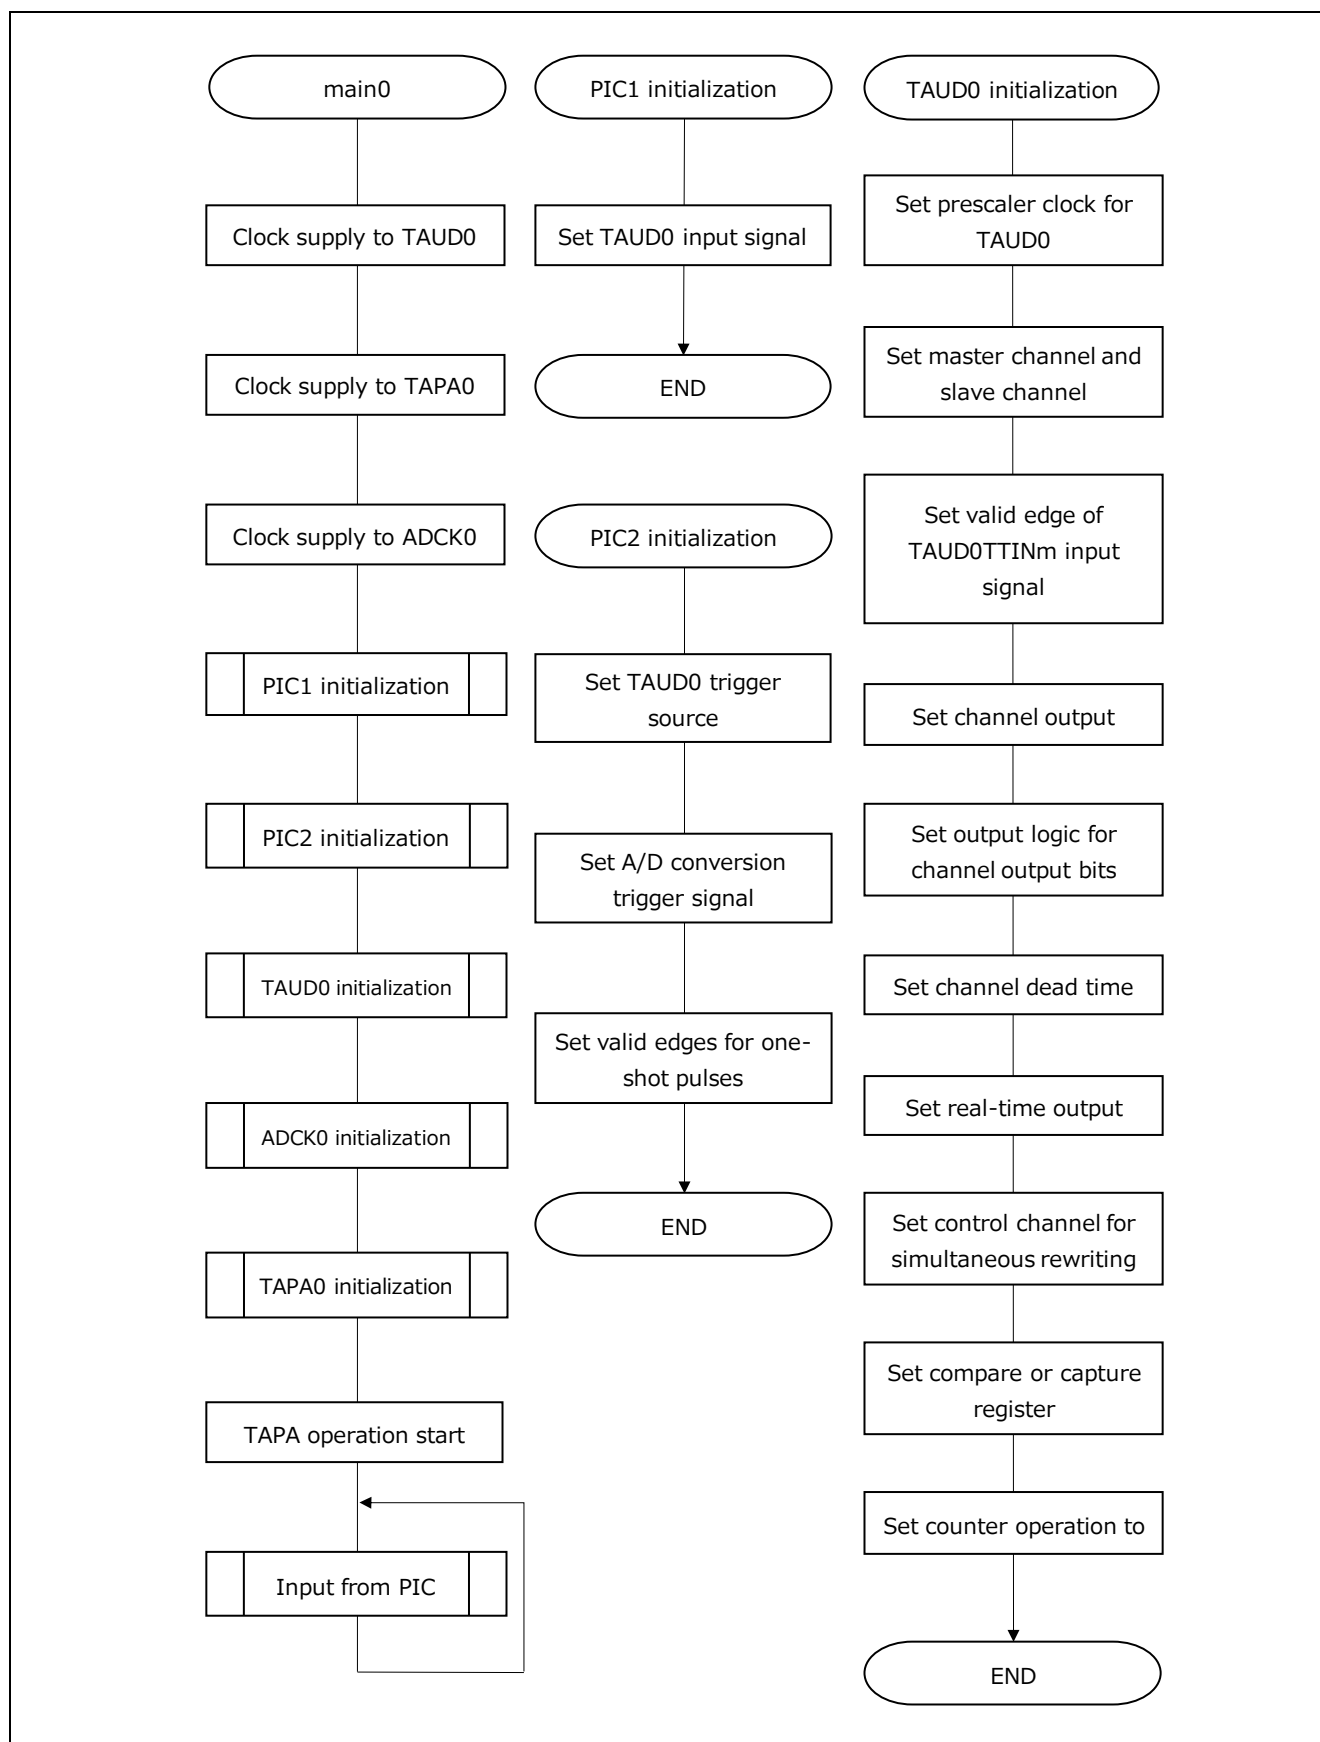 main0
Clock supply to TAUD0
Clock supply to TAPA0
Clock supply to ADCK0
PIC1 initialization
PIC2 initialization
TAUD0 initialization
ADCK0 initialization
TAPA0 initialization
TAPA operation start
Input from PIC
PIC1 initialization
Set TAUD0 input signal
END
PIC2 initialization
Set TAUD0 trigger
source
Set A/D conversion
trigger signal
Set valid edges for one-
shot pulses
END
TAUD0 initialization
Set prescaler clock for
TAUD0
Set master channel and
slave channel
Set valid edge of
TAUD0TTINm input
signal
Set channel output
Set output logic for
channel output bits
Set channel dead time
Set real-time output
Set control channel for
simultaneous rewriting
Set compare or capture
register
Set counter operation to
END